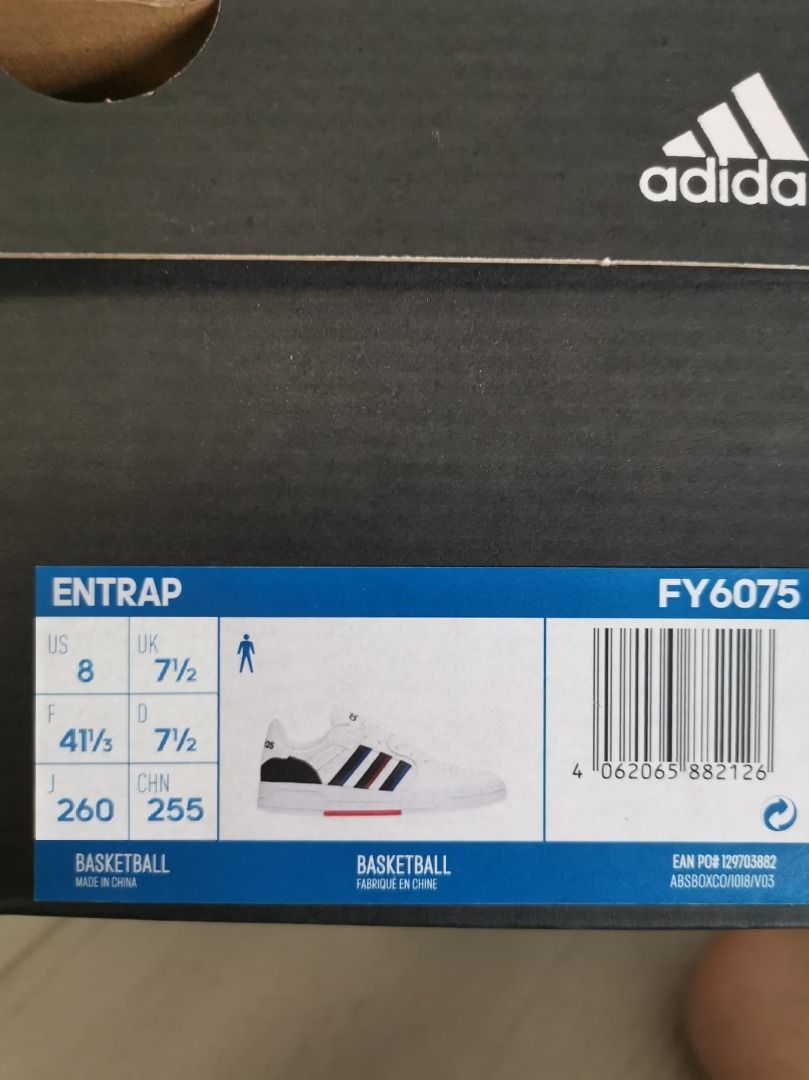 adida
ENTRAP FY6075
US 8 UK 7½
F 41⅓ D 7½
J 260 CHN 255
4 062065 882126
BASKETBALL
MADE IN CHINA
BASKETBALL
FABRIQUÉ EN CHINE
EAN PO# 129703882
ABSBOXCO/1018/V03